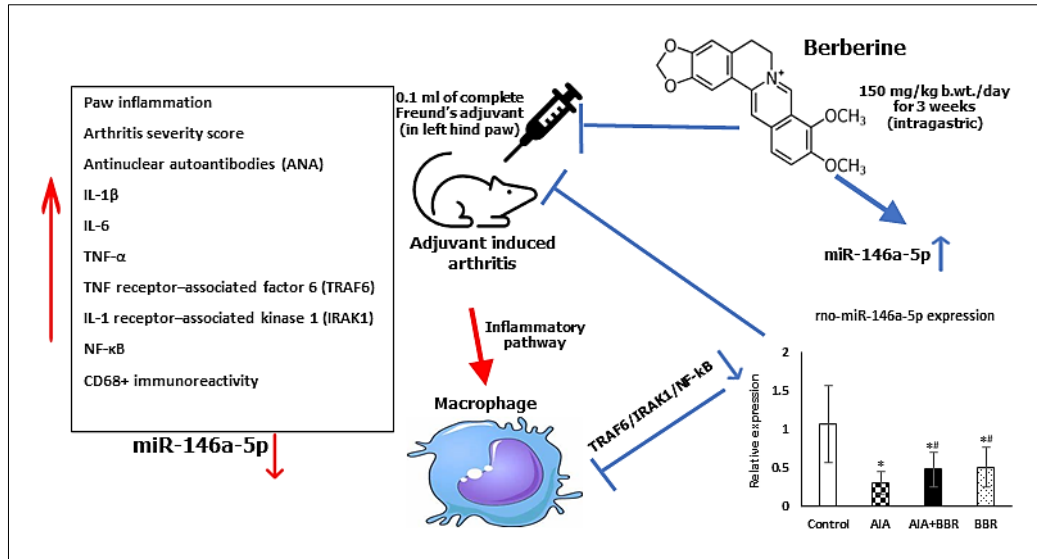 Paw inflammation
Arthritis severity score
Antinuclear autoantibodies (ANA)
IL-1β
IL-6
TNF-α
TNF receptor–associated factor 6 (TRAF6)
IL-1 receptor–associated kinase 1 (IRAK1)
NF-κB
CD68+ immunoreactivity
miR-146a-5p
0.1 ml of complete
Freund's adjuvant
(in left hind paw)
Adjuvant induced
arthritis
Inflammatory
pathway
Macrophage
TRAF6/IRAK1/NF-kB
O
O
N+
OCH3
OCH3
Berberine
150 mg/kg b.wt./day
for 3 weeks
(intragastric)
miR-146a-5p
rno-miR-146a-5p expression
Relative expression
2
1.5
1
0.5
0
*
*#
*#
Control AIA AIA+BBR BBR